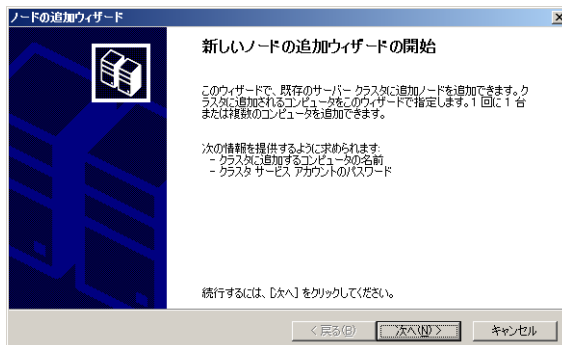 ノードの追加ウィザード
新しいノードの追加ウィザードの開始
このウィザードで、既存のサーバー クラスタに追加ノードを追加できます。ク
ラスタに追加されるコンピュータをこのウィザードで指定します。1 回に 1 台
または複数のコンピュータを追加できます。
次の情報を提供するように求められます:
- クラスタに追加するコンピュータの名前
- クラスタ サービス アカウントのパスワード
続行するには、[次へ] をクリックしてください。
< 戻る(B)
次へ(N) >
キャンセル